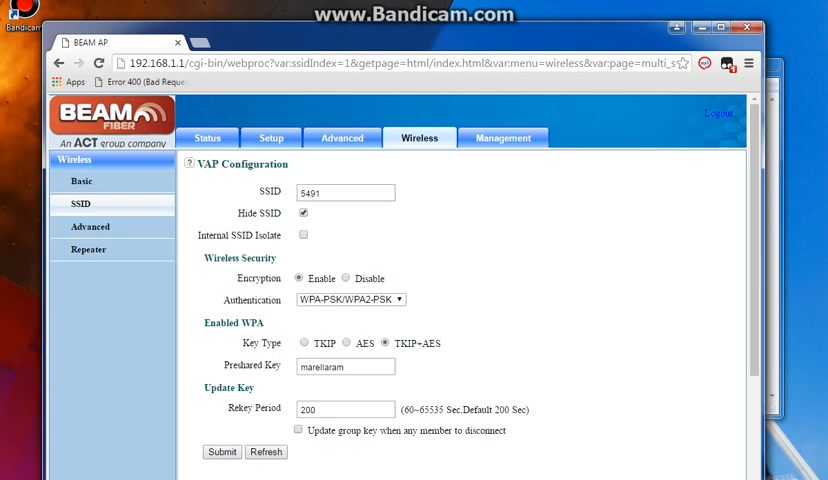 www.Bandicam.com
Bandicam
BEAM AP
192.168.1.1/cgi-bin/webproc?var:ssidIndex=1&getpage=html/index.html&var:menu=wireless&var:page=multi_s
Apps Error 400 (Bad Reque
BEAM
FIBER
An ACT group company
Logout
Status Setup Advanced Wireless Management
Wireless
Basic
SSID
Advanced
Repeater
? VAP Configuration
SSID 5491
Hide SSID
Internal SSID Isolate
Wireless Security
Encryption Enable Disable
Authentication WPA-PSK/WPA2-PSK
Enabled WPA
Key Type TKIP AES TKIP+AES
Preshared Key marellaram
Update Key
Rekey Period 200 (60~65535 Sec,Default 200 Sec)
Update group key when any member to disconnect
Submit Refresh